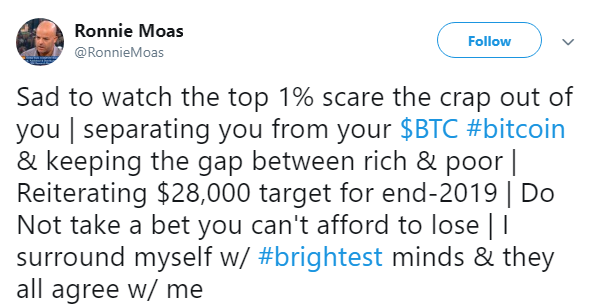 Ronnie Moas
@RonnieMoas
Follow
Sad to watch the top 1% scare the crap out of
you | separating you from your $BTC #bitcoin
& keeping the gap between rich & poor |
Reiterating $28,000 target for end-2019 | Do
Not take a bet you can't afford to lose | I
surround myself w/ #brightest minds & they
all agree w/ me